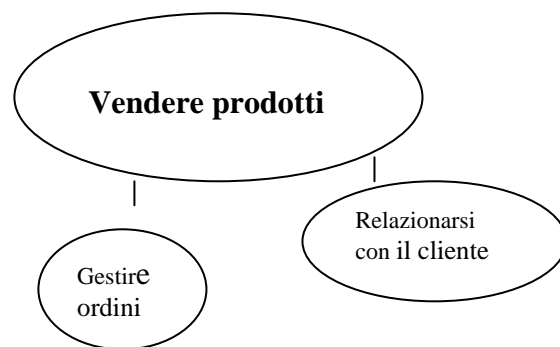 Vendere prodotti
Relazionarsi
con il cliente
Gestire
ordini